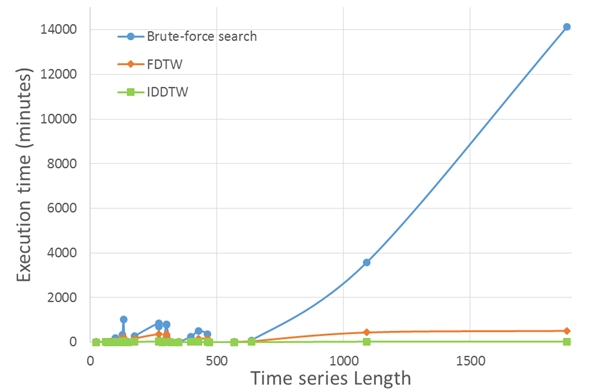 14000
12000
10000
8000
6000
4000
2000
0
Execution time (minutes)
Brute-force search
FDTW
IDDTW
0 500 1000 1500
Time series Length